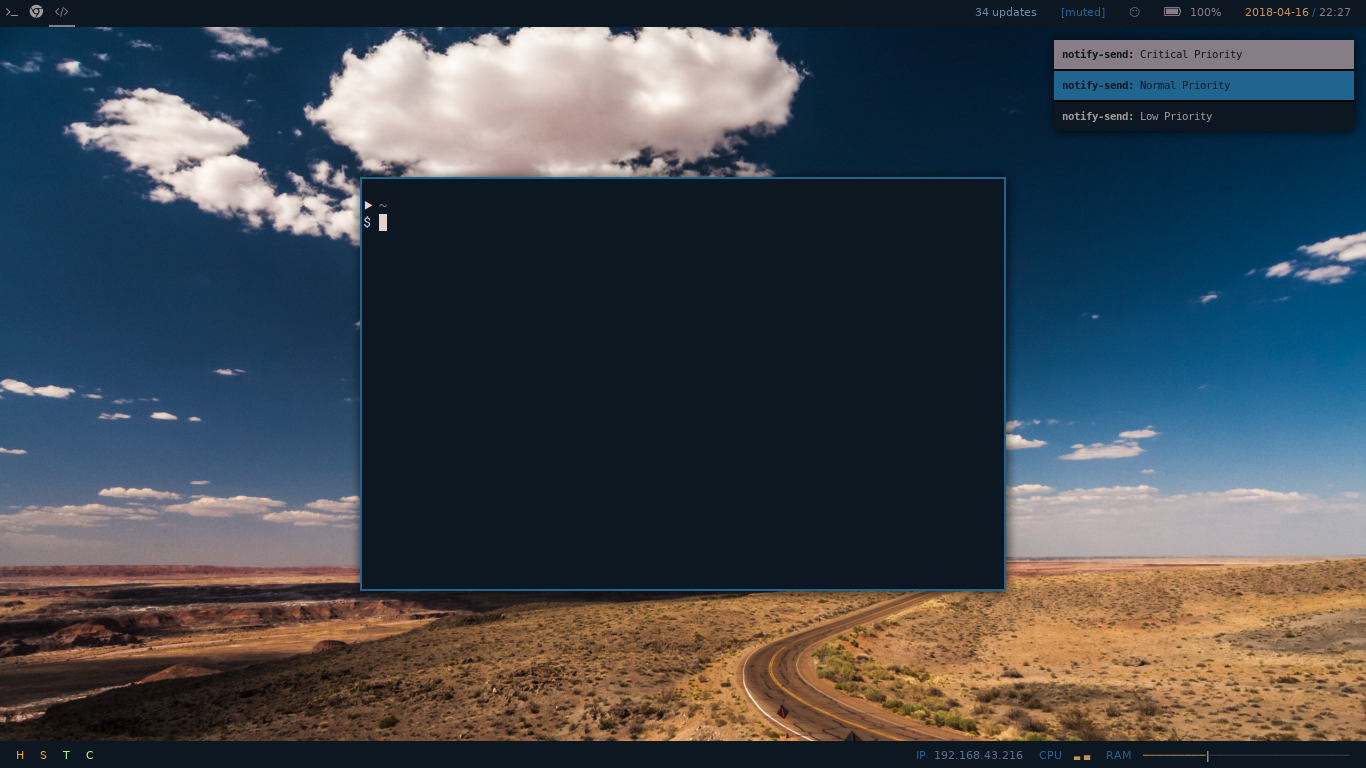 34 updates [muted] 100% 2018-04-16 / 22:27
notify-send: Critical Priority
notify-send: Normal Priority
notify-send: Low Priority
~
$
H S T C IP 192.168.43.216 CPU RAM